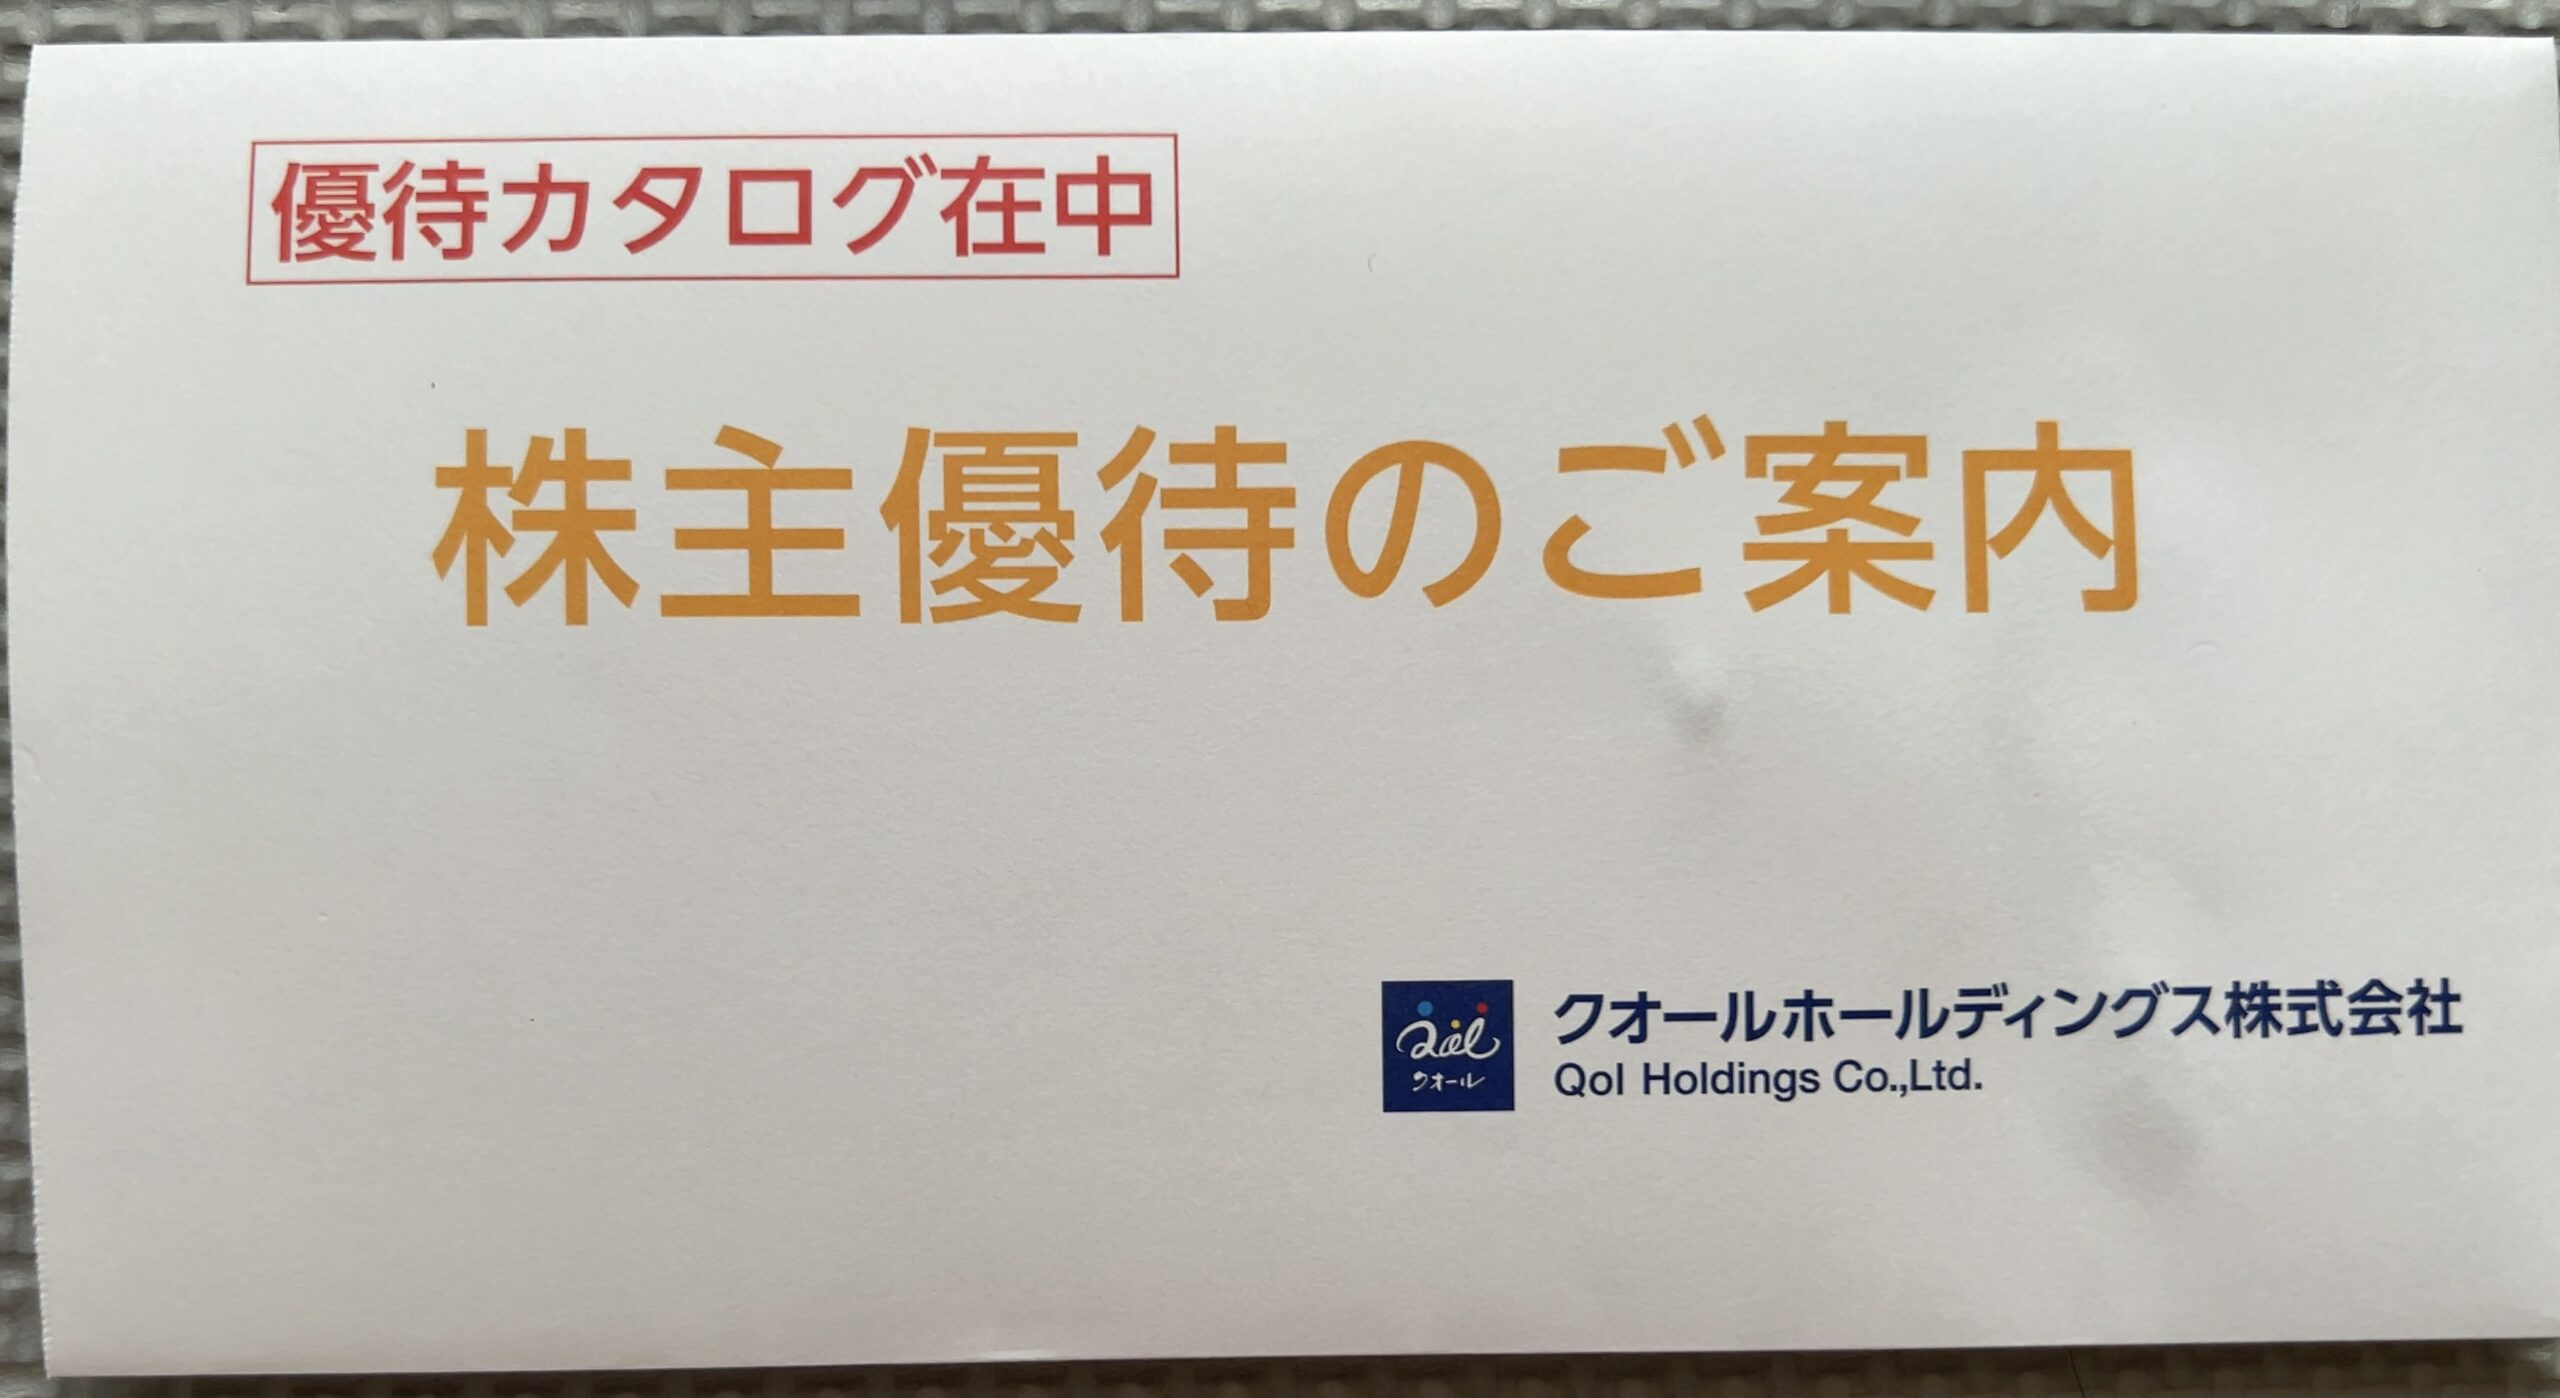 優待カタログ在中
株主優待のご案内
Qol
クオール
クオールホールディングス株式会社
Qol Holdings Co.,Ltd.